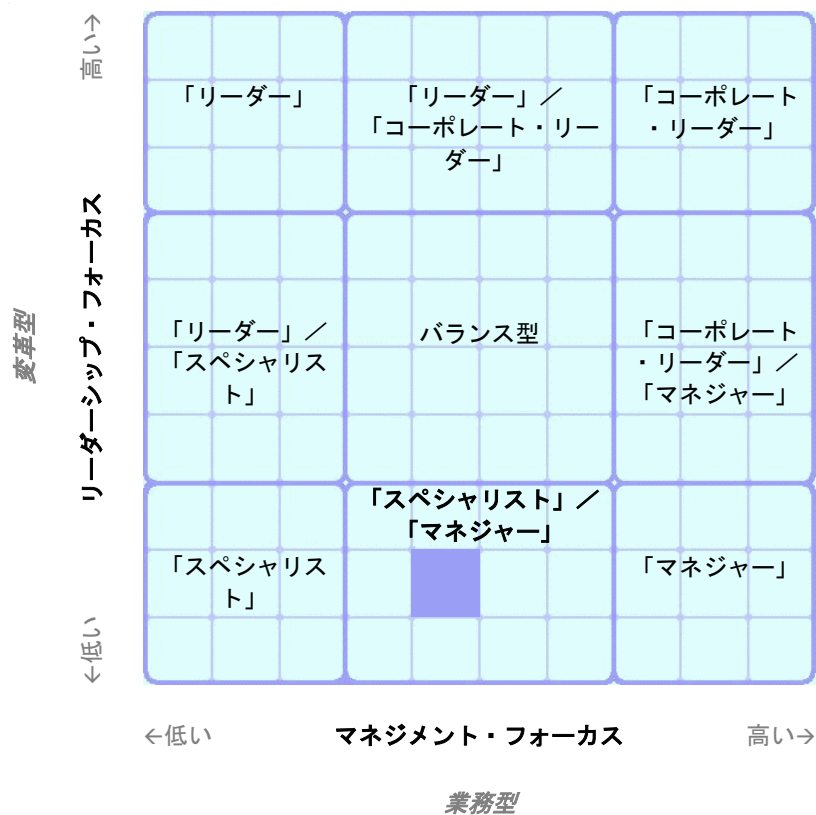 高い→
「リーダー」
「リーダー」／
「コーポレート・リー
ダー」
「コーポレート
・リーダー」
変革型
リーダーシップ・フォーカス
「リーダー」／
「スペシャリス
ト」
バランス型
「コーポレート
・リーダー」／
「マネジャー」
「スペシャリスト」／
「マネジャー」
「スペシャリス
ト」
「マネジャー」
←低い
←低い
マネジメント・フォーカス
高い→
業務型